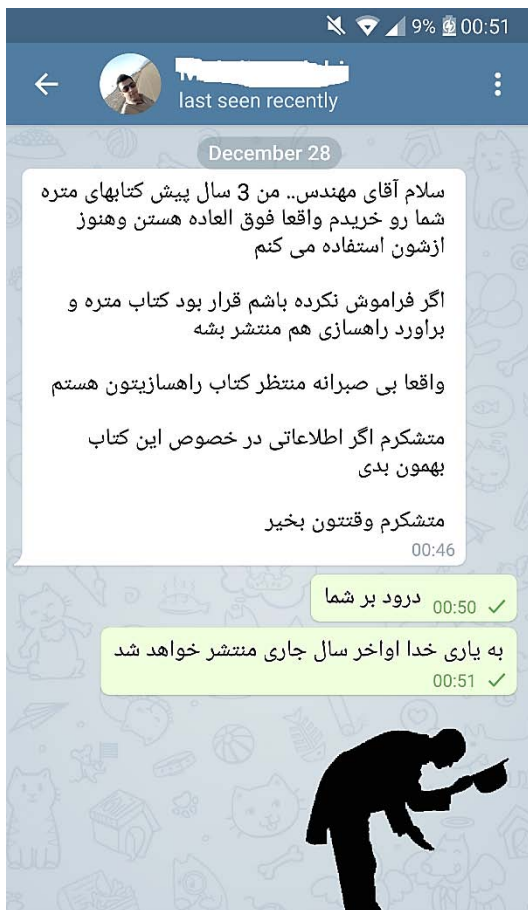 9% 00:51
last seen recently
December 28
سلام آقای مهندس.. من 3 سال پیش کتابهای متره
شما رو خریدم واقعا فوق العاده هستن وهنوز
ازشون استفاده می کنم
اگر فراموش نکرده باشم قرار بود کتاب متره و
براورد راهسازی هم منتشر بشه
واقعا بی صبرانه منتظر کتاب راهسازیتون هستم
متشکرم اگر اطلاعاتی در خصوص این کتاب
بهمون بدی
متشکرم وقتتون بخیر
00:46
درود بر شما
00:50
به یاری خدا اواخر سال جاری منتشر خواهد شد
00:51